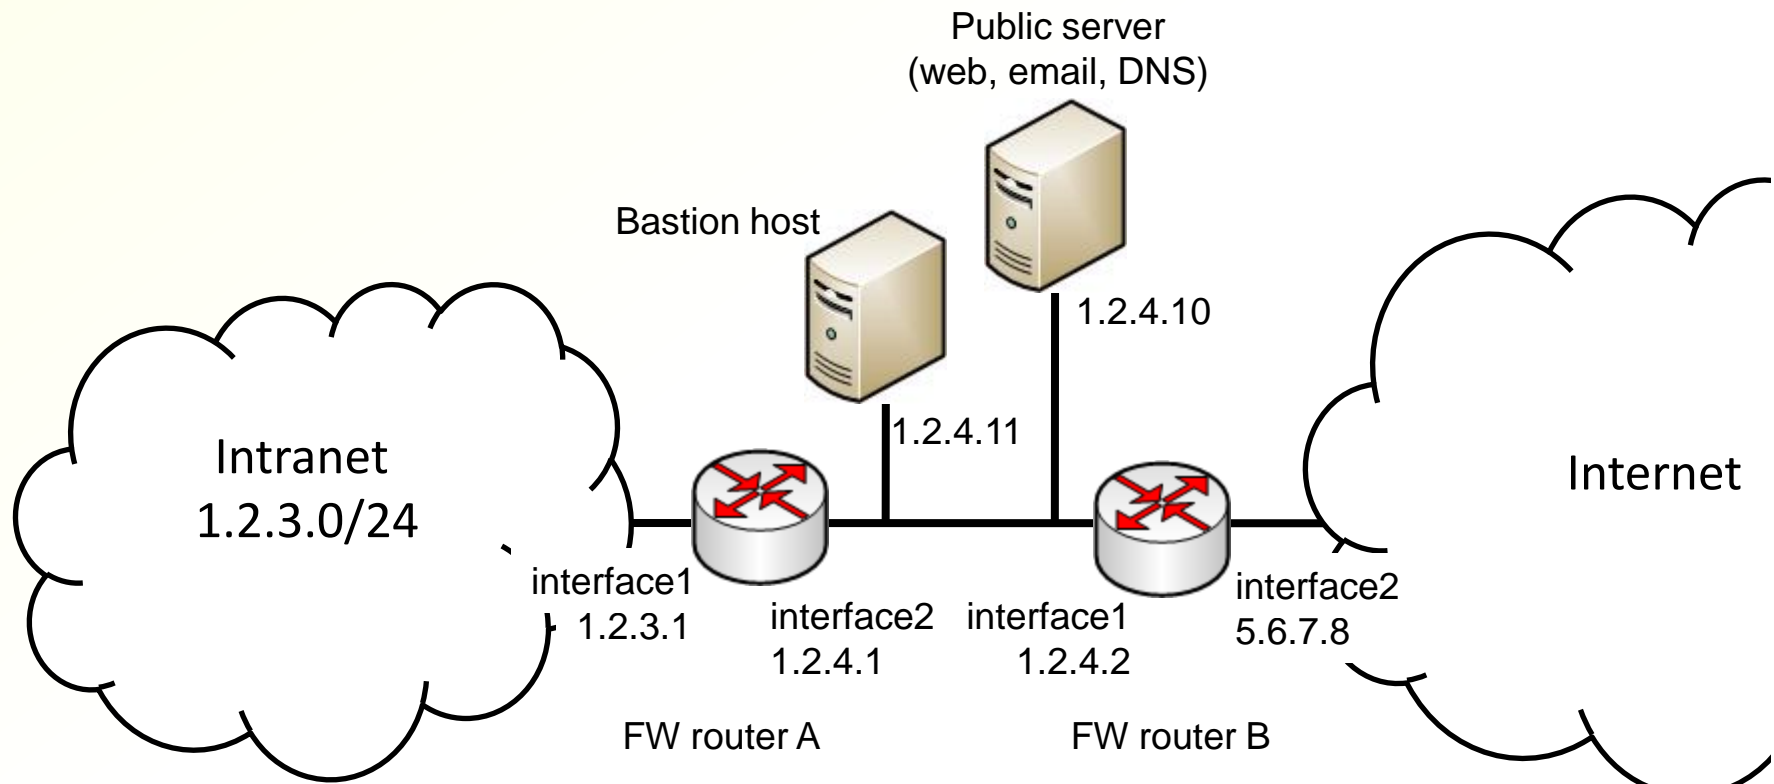 Public server
(web, email, DNS)
Bastion host
1.2.4.10
1.2.4.11
Intranet
1.2.3.0/24
Internet
interface1
1.2.3.1
interface2
1.2.4.1
interface1
1.2.4.2
interface2
5.6.7.8
FW router A
FW router B